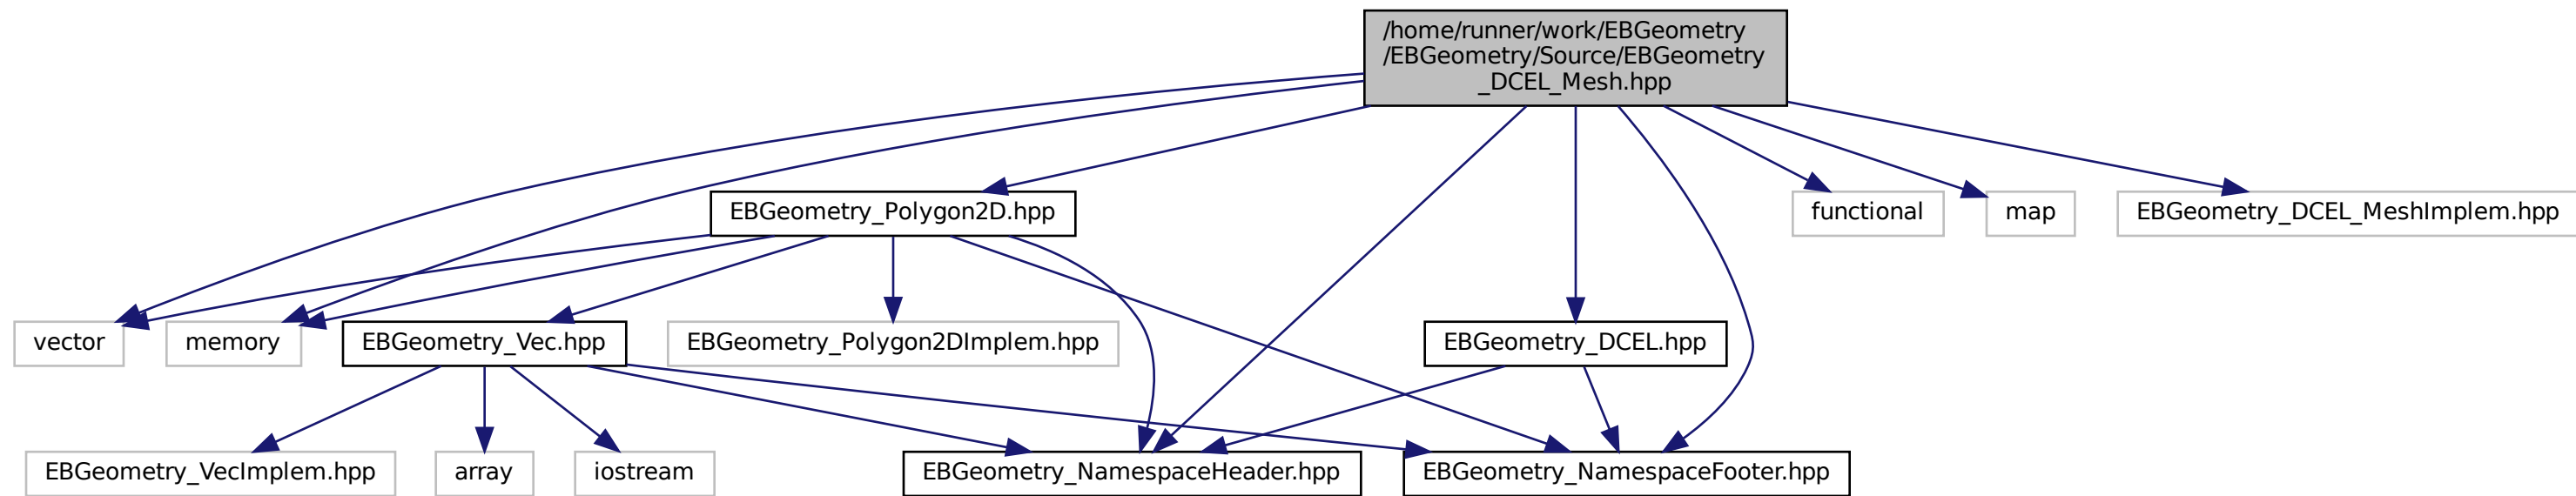 /home/runner/work/EBGeometry
/EBGeometry/Source/EBGeometry
_DCEL_Mesh.hpp
EBGeometry_Polygon2D.hpp
functional
map
EBGeometry_DCEL_MeshImplem.hpp
vector
memory
EBGeometry_Vec.hpp
EBGeometry_Polygon2DImplem.hpp
EBGeometry_DCEL.hpp
EBGeometry_VecImplem.hpp
array
iostream
EBGeometry_NamespaceHeader.hpp
EBGeometry_NamespaceFooter.hpp